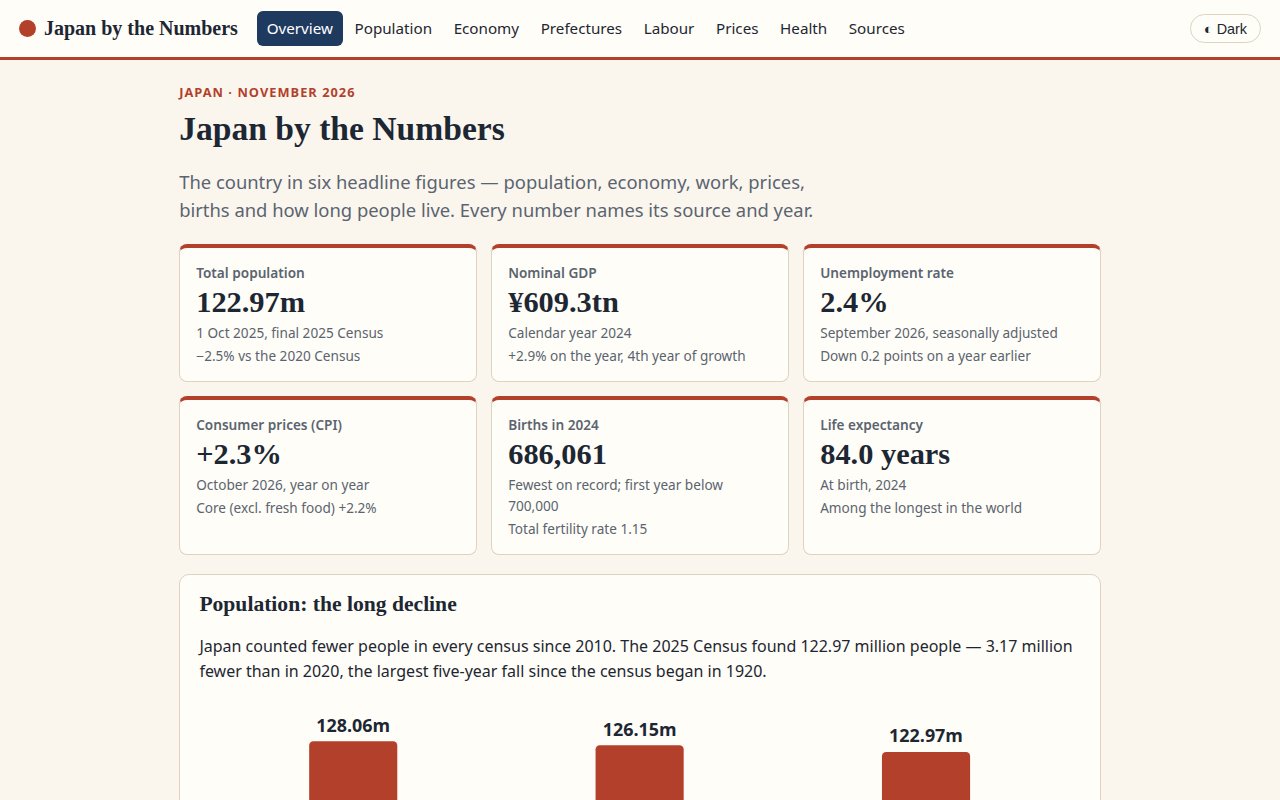 Japan by the Numbers
Overview
Population
Economy
Prefectures
Labour
Prices
Health
Sources
Dark
JAPAN · NOVEMBER 2026
Japan by the Numbers
The country in six headline figures — population, economy, work, prices,
births and how long people live. Every number names its source and year.
Total population
122.97m
1 Oct 2025, final 2025 Census
−2.5% vs the 2020 Census
Nominal GDP
¥609.3tn
Calendar year 2024
+2.9% on the year, 4th year of growth
Unemployment rate
2.4%
September 2026, seasonally adjusted
Down 0.2 points on a year earlier
Consumer prices (CPI)
+2.3%
October 2026, year on year
Core (excl. fresh food) +2.2%
Births in 2024
686,061
Fewest on record; first year below
700,000
Total fertility rate 1.15
Life expectancy
84.0 years
At birth, 2024
Among the longest in the world
Population: the long decline
Japan counted fewer people in every census since 2010. The 2025 Census found 122.97 million people — 3.17 million
fewer than in 2020, the largest five-year fall since the census began in 1920.
128.06m
126.15m
122.97m